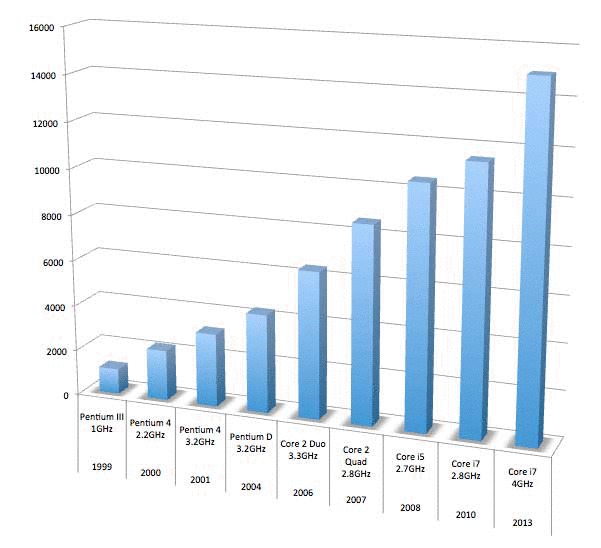 16000
14000
12000
10000
8000
6000
4000
2000
0
Pentium III
1GHz
1999
Pentium 4
2.2GHz
2000
Pentium 4
3.2GHz
2001
Pentium D
3.2GHz
2004
Core 2 Duo
3.3GHz
2006
Core 2
Quad
2.8GHz
2007
Core i5
2.7GHz
2008
Core i7
2.8GHz
2010
Core i7
4GHz
2013